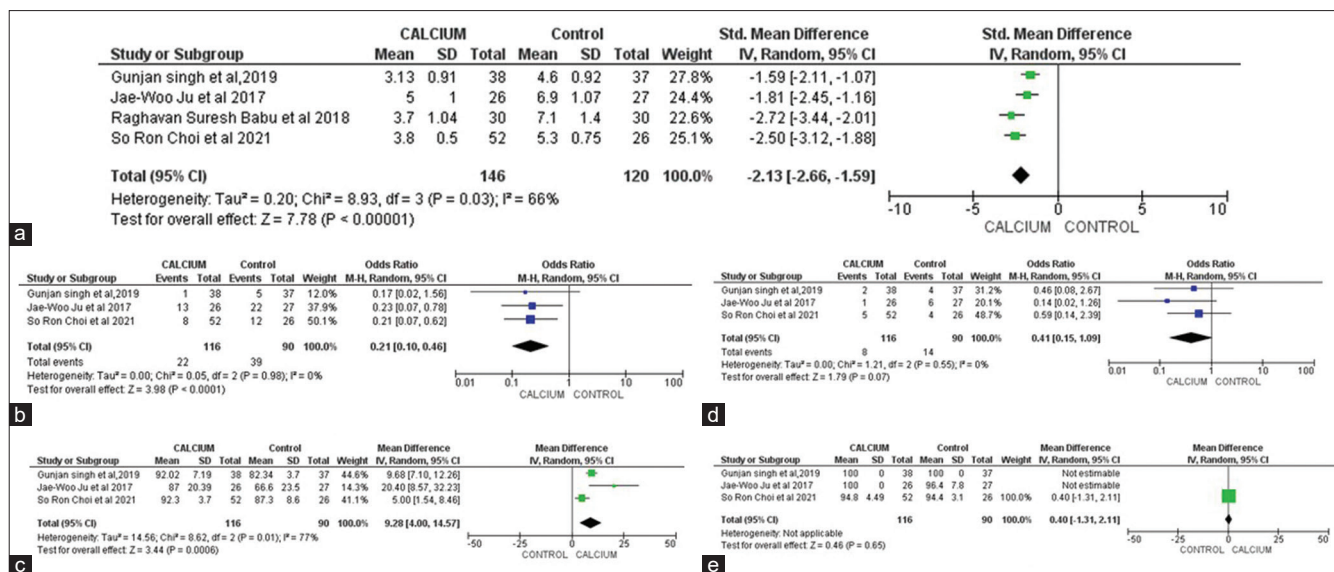 CALCIUM Control Std. Mean Difference Std. Mean Difference
Study or Subgroup Mean SD Total Mean SD Total Weight IV, Random, 95% CI IV, Random, 95% CI
Gunjan singh et al,2019 3.13 0.91 38 4.6 0.92 37 27.8% -1.59 [-2.11, -1.07]
Jae-Woo Ju et al 2017 5 1 26 6.9 1.07 27 24.4% -1.81 [-2.45, -1.16]
Raghavan Suresh Babu et al 2018 3.7 1.04 30 7.1 1.4 30 22.6% -2.72 [-3.44, -2.01]
So Ron Choi et al 2021 3.8 0.5 52 5.3 0.75 26 25.1% -2.50 [-3.12, -1.88]
Total (95% CI) 146 120 100.0% -2.13 [-2.66, -1.59]
Heterogeneity: Tau² = 0.20; Chi² = 8.93, df = 3 (P = 0.03); I² = 66%
Test for overall effect: Z = 7.78 (P < 0.00001)
-10 -5 0 5 10
CALCIUM CONTROL
a
CALCIUM Control Odds Ratio Odds Ratio
Study or Subgroup Events Total Events Total Weight M-H, Random, 95% CI M-H, Random, 95% CI
Gunjan singh et al,2019 1 38 5 37 12.0% 0.17 [0.02, 1.56]
Jae-Woo Ju et al 2017 13 26 22 27 37.9% 0.23 [0.07, 0.78]
So Ron Choi et al 2021 8 52 12 26 50.1% 0.21 [0.07, 0.62]
Total (95% CI) 116 90 100.0% 0.21 [0.10, 0.46]
Total events 22 39
Heterogeneity: Tau² = 0.00; Chi² = 0.05, df = 2 (P = 0.98); I² = 0%
Test for overall effect: Z = 3.98 (P < 0.0001)
0.01 0.1 1 10 100
CALCIUM CONTROL
b
CALCIUM Control Odds Ratio Odds Ratio
Study or Subgroup Events Total Events Total Weight M-H, Random, 95% CI M-H, Random, 95% CI
Gunjan singh et al,2019 2 38 4 37 31.2% 0.46 [0.08, 2.67]
Jae-Woo Ju et al 2017 1 26 6 27 20.1% 0.14 [0.02, 1.26]
So Ron Choi et al 2021 5 52 4 26 48.7% 0.59 [0.14, 2.39]
Total (95% CI) 116 90 100.0% 0.41 [0.15, 1.09]
Total events 8 14
Heterogeneity: Tau² = 0.00; Chi² = 1.21, df = 2 (P = 0.55); I² = 0%
Test for overall effect: Z = 1.79 (P = 0.07)
0.01 0.1 1 10 100
CALCIUM CONTROL
d
CALCIUM Control Mean Difference Mean Difference
Study or Subgroup Mean SD Total Mean SD Total Weight IV, Random, 95% CI IV, Random, 95% CI
Gunjan singh et al,2019 92.02 7.19 38 82.34 3.7 37 44.6% 9.68 [7.10, 12.26]
Jae-Woo Ju et al 2017 87 20.39 26 66.6 23.5 27 14.3% 20.40 [8.57, 32.23]
So Ron Choi et al 2021 92.3 3.7 52 87.3 8.6 26 41.1% 5.00 [1.54, 8.46]
Total (95% CI) 116 90 100.0% 9.28 [4.00, 14.57]
Heterogeneity: Tau² = 14.56; Chi² = 8.62, df = 2 (P = 0.01); I² = 77%
Test for overall effect: Z = 3.44 (P = 0.0006)
-50 -25 0 25 50
CONTROL CALCIUM
c
CALCIUM Control Mean Difference Mean Difference
Study or Subgroup Mean SD Total Mean SD Total Weight IV, Random, 95% CI IV, Random, 95% CI
Gunjan singh et al,2019 100 0 38 100 0 37 Not estimable
Jae-Woo Ju et al 2017 100 0 26 96.4 7.8 27 Not estimable
So Ron Choi et al 2021 94.8 4.49 52 94.4 3.1 26 100.0% 0.40 [-1.31, 2.11]
Total (95% CI) 116 90 100.0% 0.40 [-1.31, 2.11]
Heterogeneity: Not applicable
Test for overall effect: Z = 0.46 (P = 0.65)
-50 -25 0 25 50
CONTROL CALCIUM
e